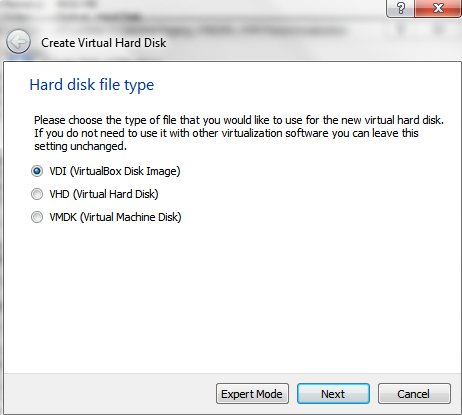 Create Virtual Hard Disk
Hard disk file type
Please choose the type of file that you would like to use for the new virtual hard disk.
If you do not need to use it with other virtualization software you can leave this
setting unchanged.
VDI (VirtualBox Disk Image)
VHD (Virtual Hard Disk)
VMDK (Virtual Machine Disk)
Expert Mode Next Cancel